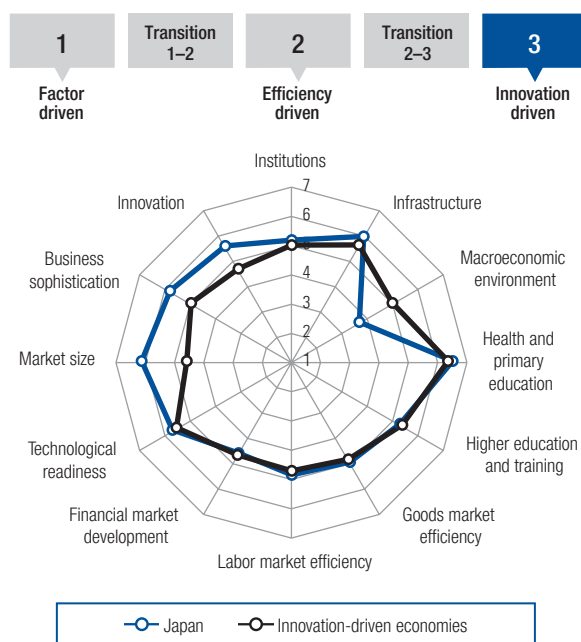 1
Transition
1–2
2
Transition
2–3
3
Factor
driven
Efficiency
driven
Innovation
driven
Institutions
Infrastructure
Macroeconomic
environment
Health and
primary
education
Higher education
and training
Goods market
efficiency
Labor market efficiency
Financial market
development
Technological
readiness
Market size
Business
sophistication
Innovation
7
6
5
4
3
2
1
Japan
Innovation-driven economies